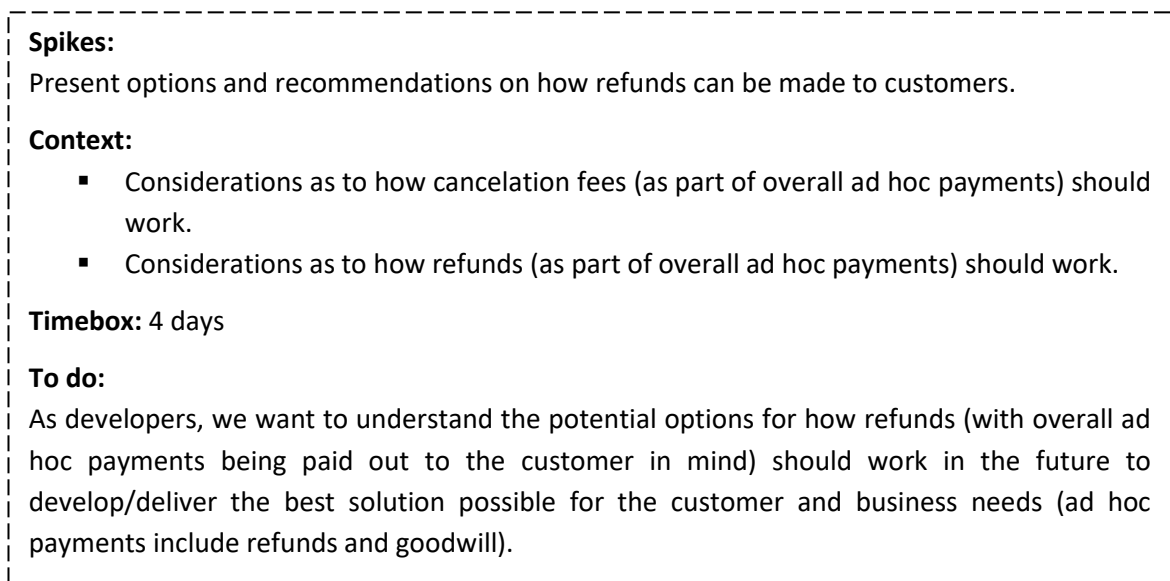 Spikes:
Present options and recommendations on how refunds can be made to customers.
Context:
▪ Considerations as to how cancelation fees (as part of overall ad hoc payments) should
work.
▪ Considerations as to how refunds (as part of overall ad hoc payments) should work.
Timebox: 4 days
To do:
As developers, we want to understand the potential options for how refunds (with overall ad
hoc payments being paid out to the customer in mind) should work in the future to
develop/deliver the best solution possible for the customer and business needs (ad hoc
payments include refunds and goodwill).